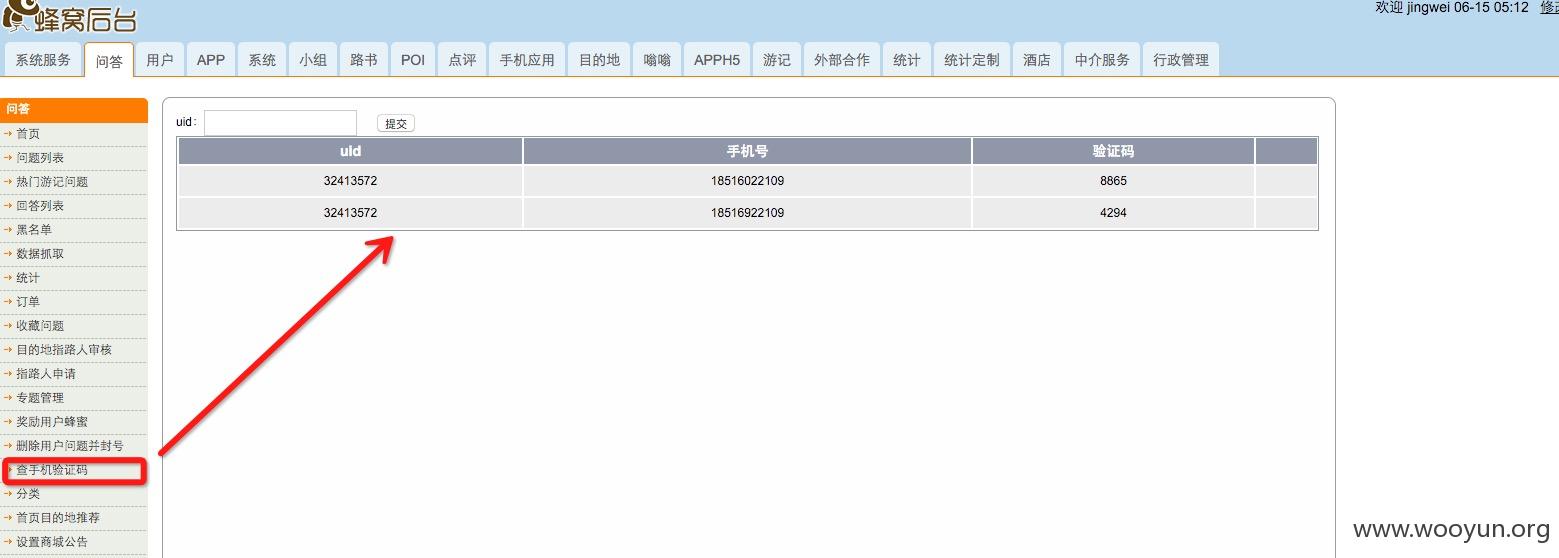 蜂窝后台
欢迎 jingwei 06-15 05:12 修改
系统服务 问答 用户 APP 系统 小组 路书 POI 点评 手机应用 目的地 嗡嗡 APPH5 游记 外部合作 统计 统计定制 酒店 中介服务 行政管理
问答
首页
问题列表
热门游记问题
回答列表
黑名单
数据抓取
统计
订单
收藏问题
目的地指路人审核
指路人申请
专题管理
奖励用户蜂蜜
删除用户问题并封号
查手机验证码
分类
首页目的地推荐
设置商城公告
uid: 提交
uid 手机号 验证码
32413572 18516022109 8865
32413572 18516922109 4294
www.wooyun.org